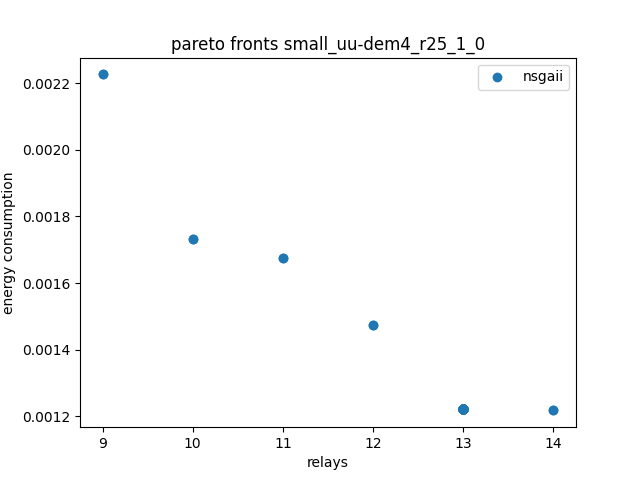 pareto fronts small_uu-dem4_r25_1_0
nsgaii
energy consumption
0.0022
0.0020
0.0018
0.0016
0.0014
0.0012
9 10 11 12 13 14
relays